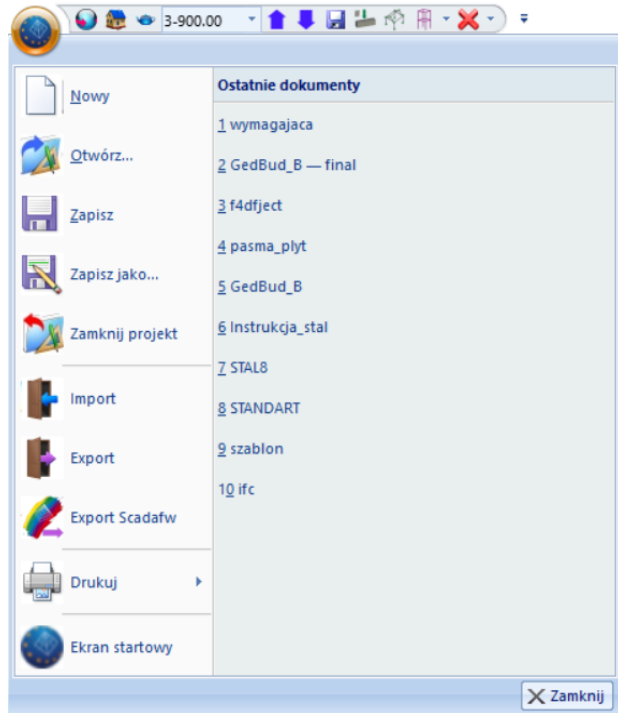 3-900.00
Nowy
Otwórz...
Zapisz
Zapisz jako...
Zamknij projekt
Import
Export
Export Scadafw
Drukuj
Ekran startowy
Ostatnie dokumenty
1 wymagajaca
2 GedBud_B — final
3 f4dfject
4 pasma_plyt
5 GedBud_B
6 Instrukcja_stal
7 STAL8
8 STANDART
9 szablon
10 ifc
Zamknij